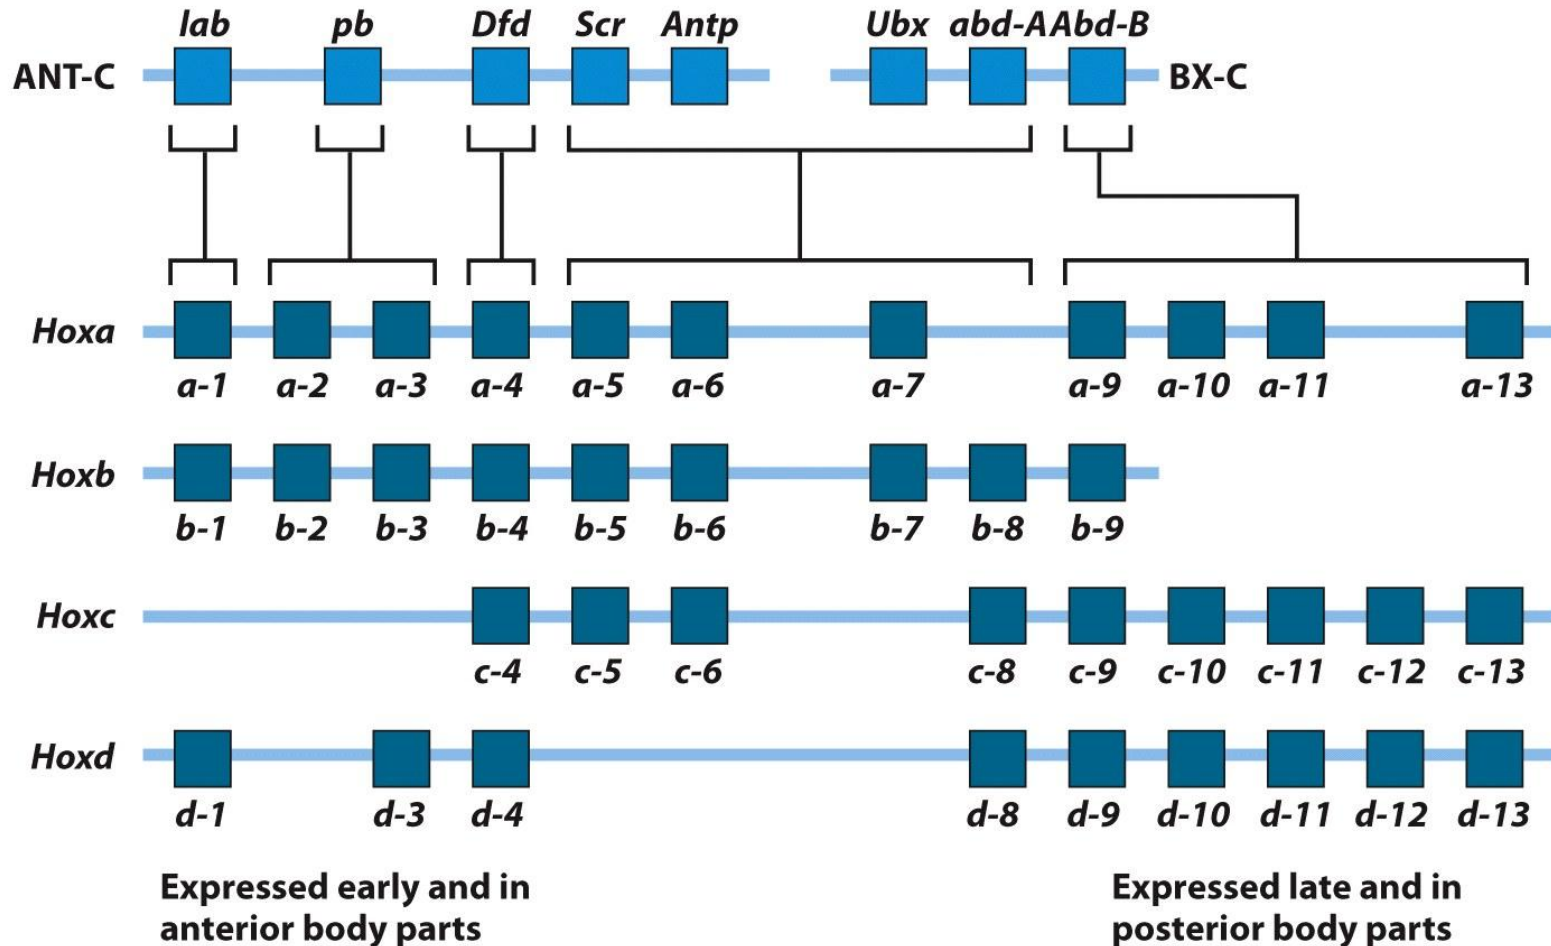 lab pb Dfd Scr Antp Ubx abd-A Abd-B
ANT-C BX-C
Hoxa
a-1 a-2 a-3 a-4 a-5 a-6 a-7 a-9 a-10 a-11 a-13
Hoxb
b-1 b-2 b-3 b-4 b-5 b-6 b-7 b-8 b-9
Hoxc
c-4 c-5 c-6 c-8 c-9 c-10 c-11 c-12 c-13
Hoxd
d-1 d-3 d-4 d-8 d-9 d-10 d-11 d-12 d-13
Expressed early and in
anterior body parts
Expressed late and in
posterior body parts